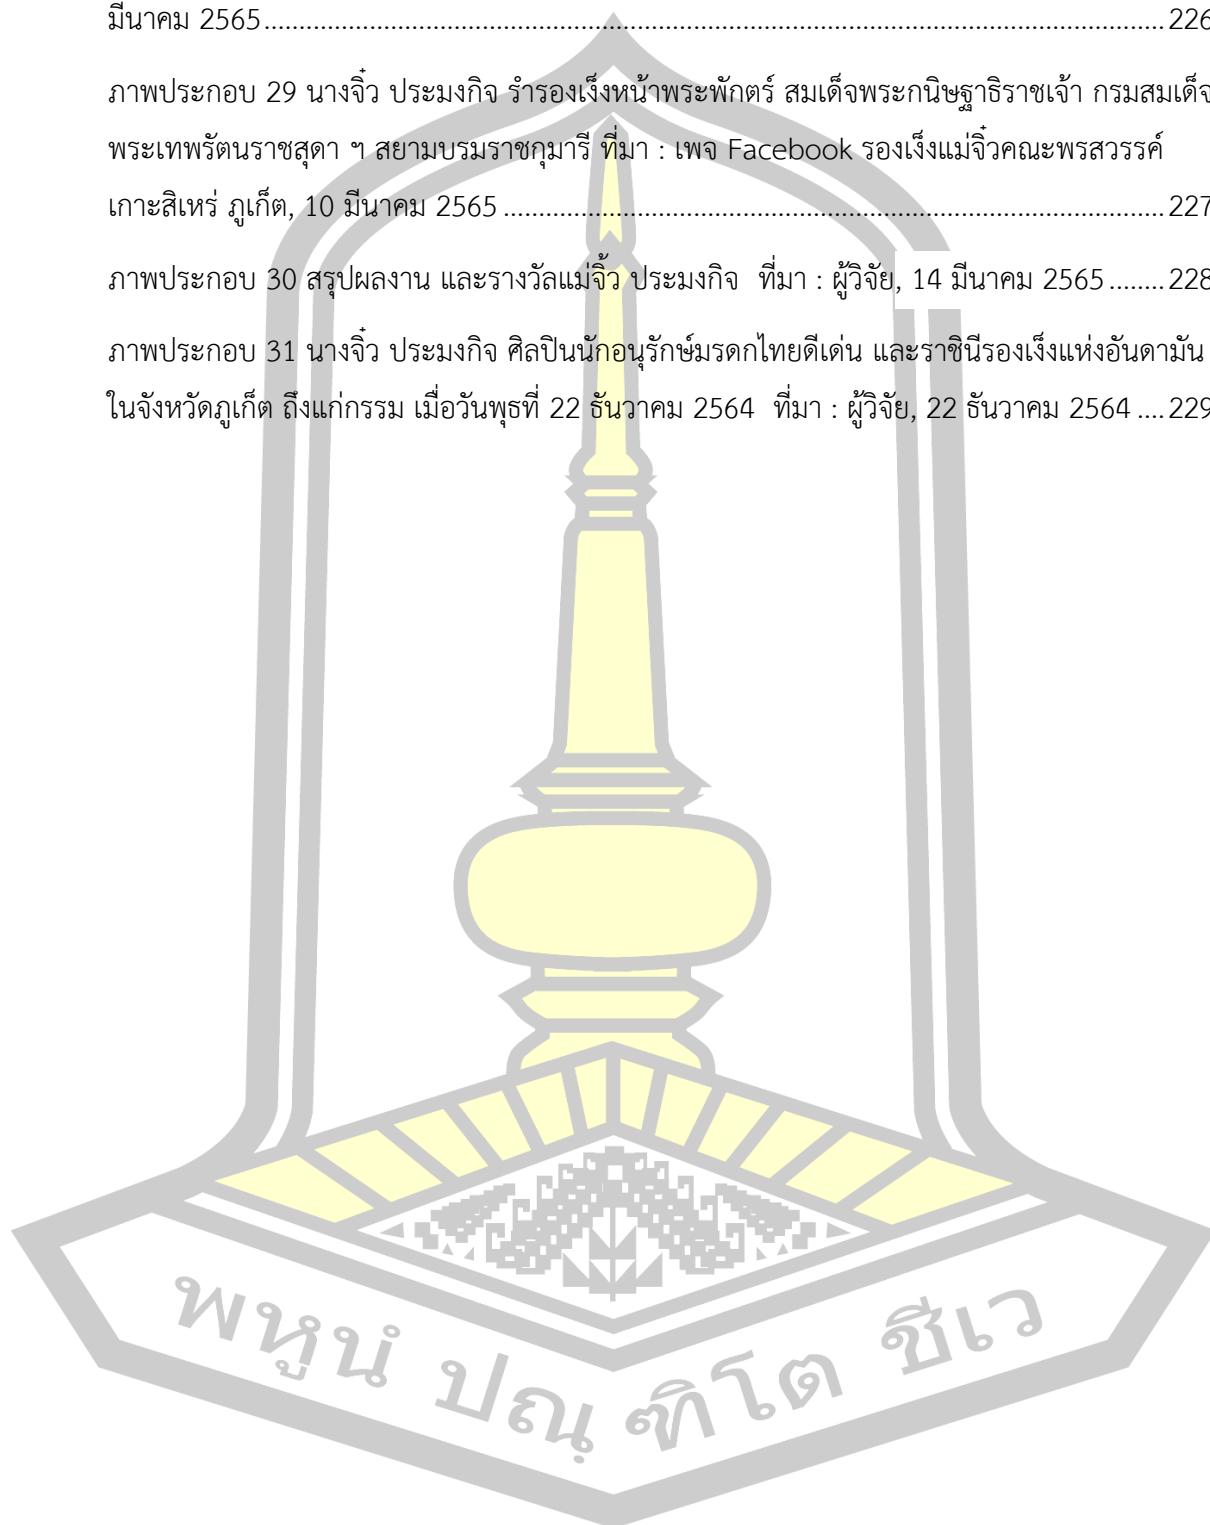 มีนาคม 2565 ........................................................................................................................ 226
ภาพประกอบ 29 นางจิ๋ว ประมงกิจ รำรองเง็งหน้าพระพักตร์ สมเด็จพระกนิษฐาธิราชเจ้า กรมสมเด็จ
พระเทพรัตนราชสุดา ฯ สยามบรมราชกุมารี ที่มา : เพจ Facebook รองเง็งแม่จิ๋วคณะพรสวรรค์
เกาะสิเหร่ ภูเก็ต, 10 มีนาคม 2565 ........................................................................................ 227
ภาพประกอบ 30 สรุปผลงาน และรางวัลแม่จิ้ว ประมงกิจ ที่มา : ผู้วิจัย, 14 มีนาคม 2565 ........ 228
ภาพประกอบ 31 นางจิ๋ว ประมงกิจ ศิลปินนักอนุรักษ์มรดกไทยดีเด่น และราชินีรองเง็งแห่งอันดามัน
ในจังหวัดภูเก็ต ถึงแก่กรรม เมื่อวันพุธที่ 22 ธันวาคม 2564 ที่มา : ผู้วิจัย, 22 ธันวาคม 2564 .... 229
พหูนํ ปณฺฑิโต ชีเว